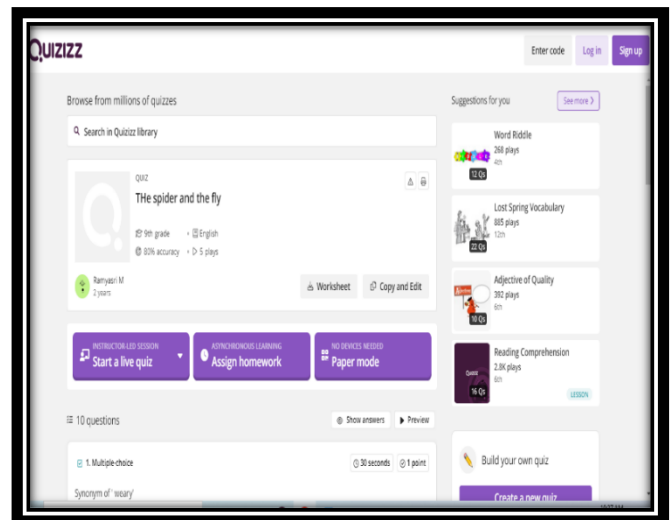 QUIZIZZ
Enter code
Log in
Sign up
Browse from millions of quizzes
Search in Quizizz library
QUIZ
THe spider and the fly
9th grade • English
80% accuracy • 5 plays
Ramyasri M
2 years
Worksheet
Copy and Edit
INSTRUCTOR-LED SESSION
Start a live quiz
ASYNCHRONOUS LEARNING
Assign homework
NO DEVICES NEEDED
Paper mode
10 questions
Show answers
Preview
1. Multiple-choice
30 seconds
1 point
Synonym of ' weary'
Suggestions for you
See more >
Word Riddle
268 plays
4th
12 Qs
Lost Spring Vocabulary
885 plays
12th
22 Qs
Adjective of Quality
392 plays
6th
10 Qs
Reading Comprehension
2.8K plays
6th
16 Qs
LESSON
Build your own quiz
Create a new quiz